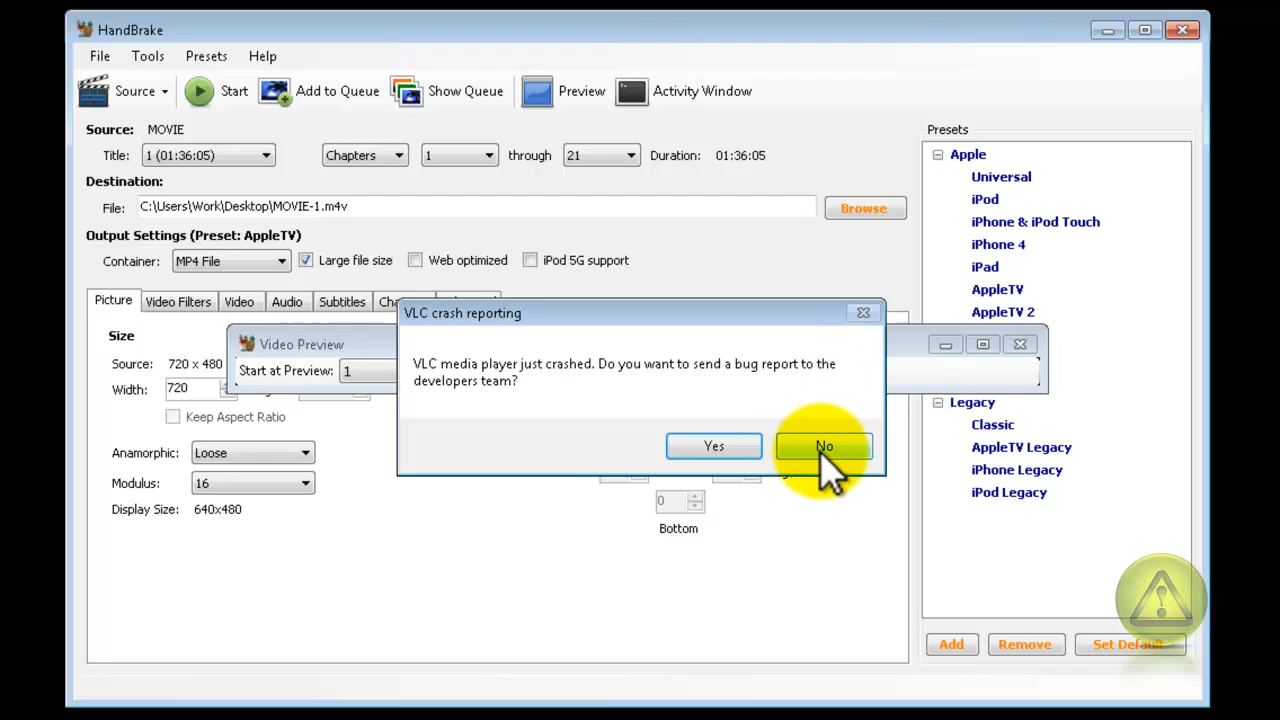 HandBrake
File Tools Presets Help
Source Start Add to Queue Show Queue Preview Activity Window
Source: MOVIE
Title: 1 (01:36:05) Chapters 1 through 21 Duration: 01:36:05
Destination:
File: C:\Users\Work\Desktop\MOVIE-1.m4v Browse
Output Settings (Preset: AppleTV)
Container: MP4 File Large file size Web optimized iPod 5G support
Picture Video Filters Video Audio Subtitles
Size
Source: 720 x 480
Width: 720
Keep Aspect Ratio
Anamorphic: Loose
Modulus: 16
Display Size: 640x480
0
Bottom
Video Preview
Start at Preview: 1
VLC crash reporting
VLC media player just crashed. Do you want to send a bug report to the
developers team?
Yes No
Presets
Apple
Universal
iPod
iPhone & iPod Touch
iPhone 4
iPad
AppleTV
AppleTV 2
Legacy
Classic
AppleTV Legacy
iPhone Legacy
iPod Legacy
Add Remove Set Default